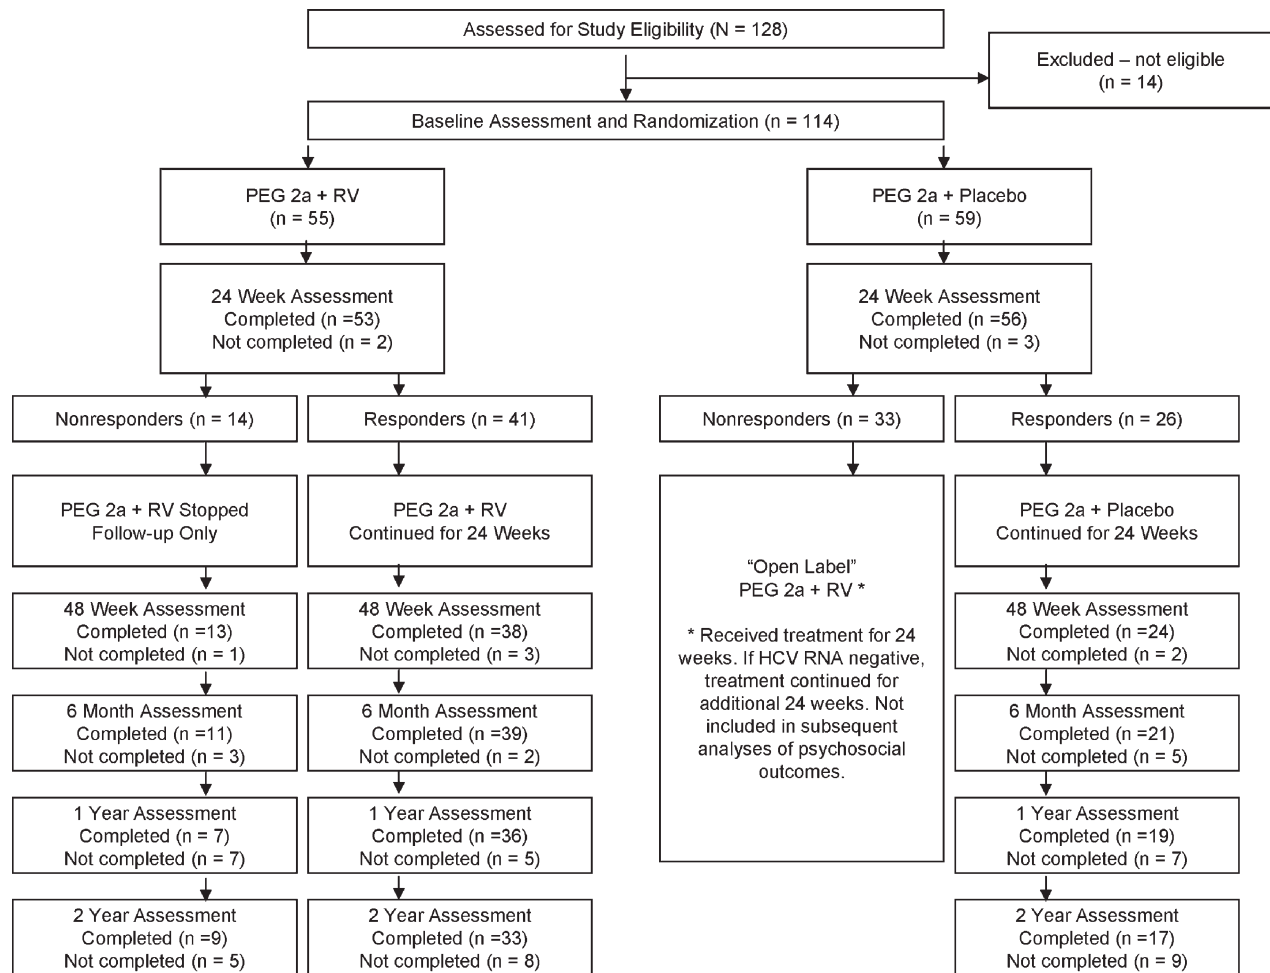 Assessed for Study Eligibility (N = 128)
Excluded – not eligible
(n = 14)
Baseline Assessment and Randomization (n = 114)
PEG 2a + RV
(n = 55)
PEG 2a + Placebo
(n = 59)
24 Week Assessment
Completed (n =53)
Not completed (n = 2)
24 Week Assessment
Completed (n =56)
Not completed (n = 3)
Nonresponders (n = 14)
Responders (n = 41)
Nonresponders (n = 33)
Responders (n = 26)
PEG 2a + RV Stopped
Follow-up Only
PEG 2a + RV
Continued for 24 Weeks
“Open Label”
PEG 2a + RV *
* Received treatment for 24
weeks. If HCV RNA negative,
treatment continued for
additional 24 weeks. Not
included in subsequent
analyses of psychosocial
outcomes.
PEG 2a + Placebo
Continued for 24 Weeks
48 Week Assessment
Completed (n =13)
Not completed (n = 1)
48 Week Assessment
Completed (n =38)
Not completed (n = 3)
48 Week Assessment
Completed (n =24)
Not completed (n = 2)
6 Month Assessment
Completed (n =11)
Not completed (n = 3)
6 Month Assessment
Completed (n =39)
Not completed (n = 2)
6 Month Assessment
Completed (n =21)
Not completed (n = 5)
1 Year Assessment
Completed (n = 7)
Not completed (n = 7)
1 Year Assessment
Completed (n =36)
Not completed (n = 5)
1 Year Assessment
Completed (n =19)
Not completed (n = 7)
2 Year Assessment
Completed (n =9)
Not completed (n = 5)
2 Year Assessment
Completed (n =33)
Not completed (n = 8)
2 Year Assessment
Completed (n =17)
Not completed (n = 9)